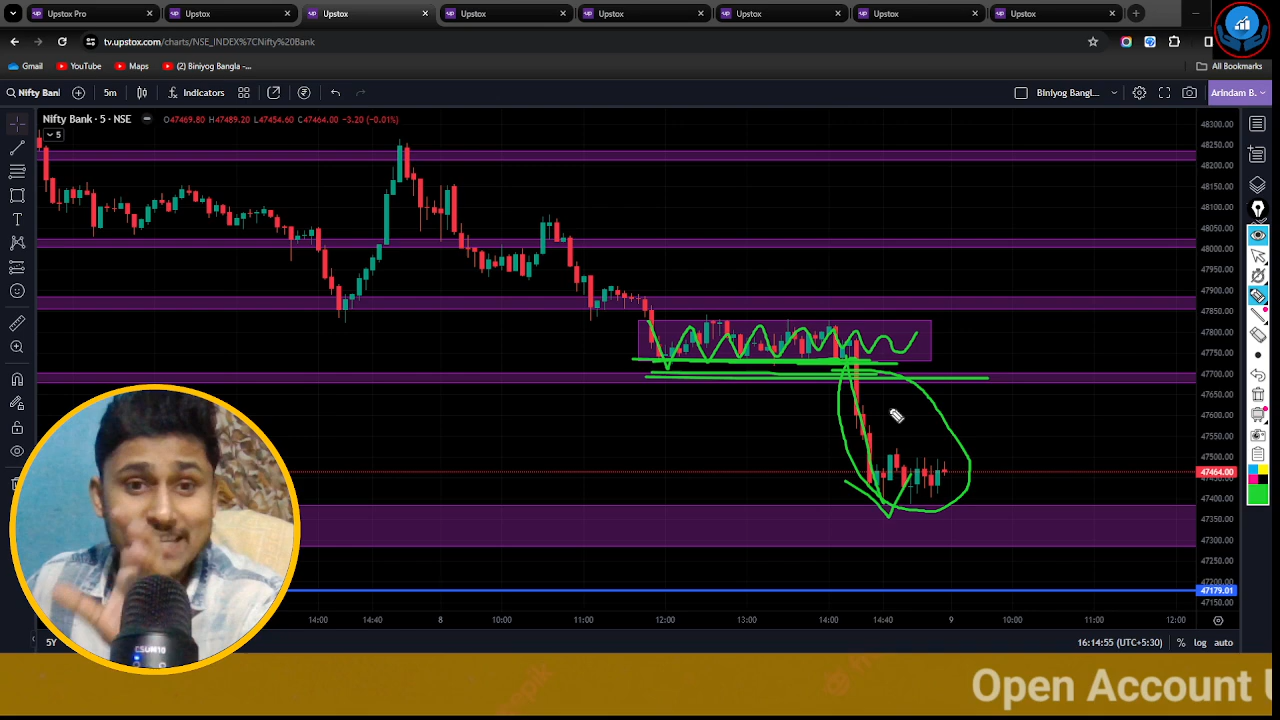 Upstox Pro
Upstox
Upstox
Upstox
Upstox
Upstox
Upstox
Upstox
tv.upstox.com/charts/NSE_INDEX%7CNifty%20Bank
Gmail
YouTube
Maps
(2) Biniyog Bangla -...
All Bookmarks
Nifty Banl
5m
Indicators
Biniyog Bangl...
Arindam B.
Nifty Bank · 5 · NSE
O47469.80 H47489.20 L47454.60 C47464.00 -3.20 (-0.01%)
5
48300.00
48250.00
48200.00
48150.00
48100.00
48050.00
48000.00
47950.00
47900.00
47850.00
47800.00
47750.00
47700.00
47650.00
47600.00
47550.00
47500.00
47464.00
47450.00
47400.00
47350.00
47300.00
47250.00
47200.00
47179.01
47150.00
14:00
14:40
8
10:00
11:00
12:00
13:00
14:00
14:40
9
10:00
11:00
12:00
5Y
16:14:55 (UTC+5:30)
%
log
auto
Open Account U